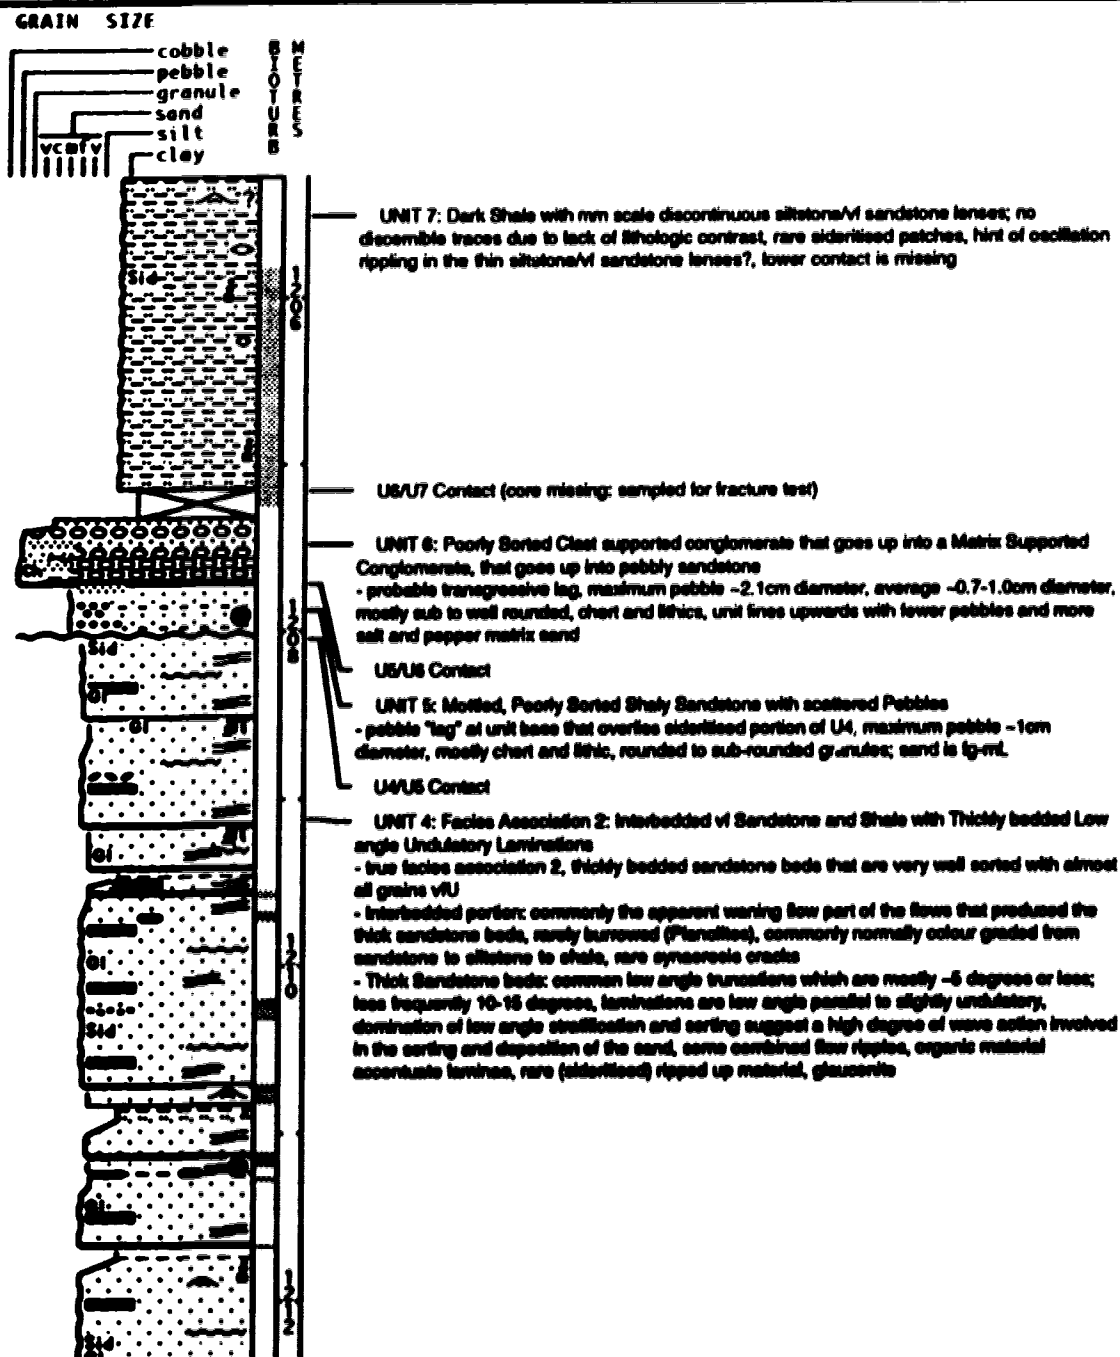 GRAIN SIZE
cobble
pebble
granule
sand
silt
vcmfv
clay
BIOTURB
METRES
?
Sid
1206
UNIT 7: Dark Shale with mm scale discontinuous siltstone/vf sandstone lenses; no
discernible traces due to lack of lithologic contrast, rare sideritised patches, hint of oscillation
rippling in the thin siltstone/vf sandstone lenses?, lower contact is missing
U6/U7 Contact (core missing: sampled for fracture test)
UNIT 6: Poorly Sorted Clast supported conglomerate that goes up into a Matrix Supported
Conglomerate, that goes up into pebbly sandstone
- probable transgressive lag, maximum pebble ~2.1cm diameter, average ~0.7-1.0cm diameter,
mostly sub to well rounded, chert and lithics, unit fines upwards with fewer pebbles and more
salt and pepper matrix sand
Ch
1208
U5/U6 Contact
Sid
UNIT 5: Mottled, Poorly Sorted Shaly Sandstone with scattered Pebbles
- pebble "lag" at unit base that overlies sideritised portion of U4, maximum pebble ~1cm
diameter, mostly chert and lithic, rounded to sub-rounded granules; sand is fg-mL
Gl
Gl
U4/U5 Contact
UNIT 4: Facies Association 2: Interbedded vf Sandstone and Shale with Thickly bedded Low
angle Undulatory Laminations
- true facies association 2, thickly bedded sandstone beds that are very well sorted with almost
all grains vfU
Gl
- Interbedded portion: commonly the apparent waning flow part of the flows that produced the
thick sandstone beds, rarely burrowed (Planolites), commonly normally colour graded from
sandstone to siltstone to shale, rare synaeresis cracks
Gl
1210
- Thick Sandstone beds: common low angle truncations which are mostly ~5 degrees or less;
less frequently 10-15 degrees, laminations are low angle parallel to slightly undulatory,
domination of low angle stratification and sorting suggest a high degree of wave action involved
in the sorting and deposition of the sand, some combined flow ripples, organic material
accentuate laminae, rare (sideritised) ripped up material, glauconite
Sid
Gl
1212
Sid